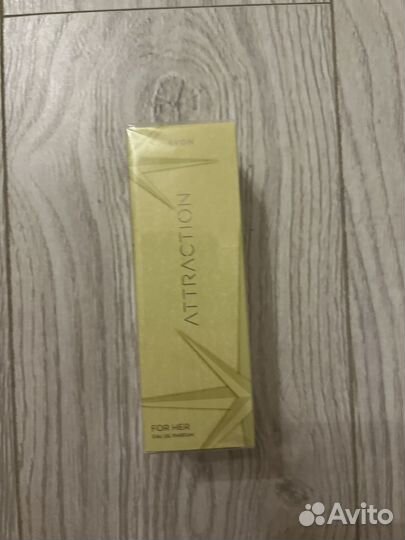 AVON
ATTRACTION
FOR HER
EAU DE PARFUM
Avito